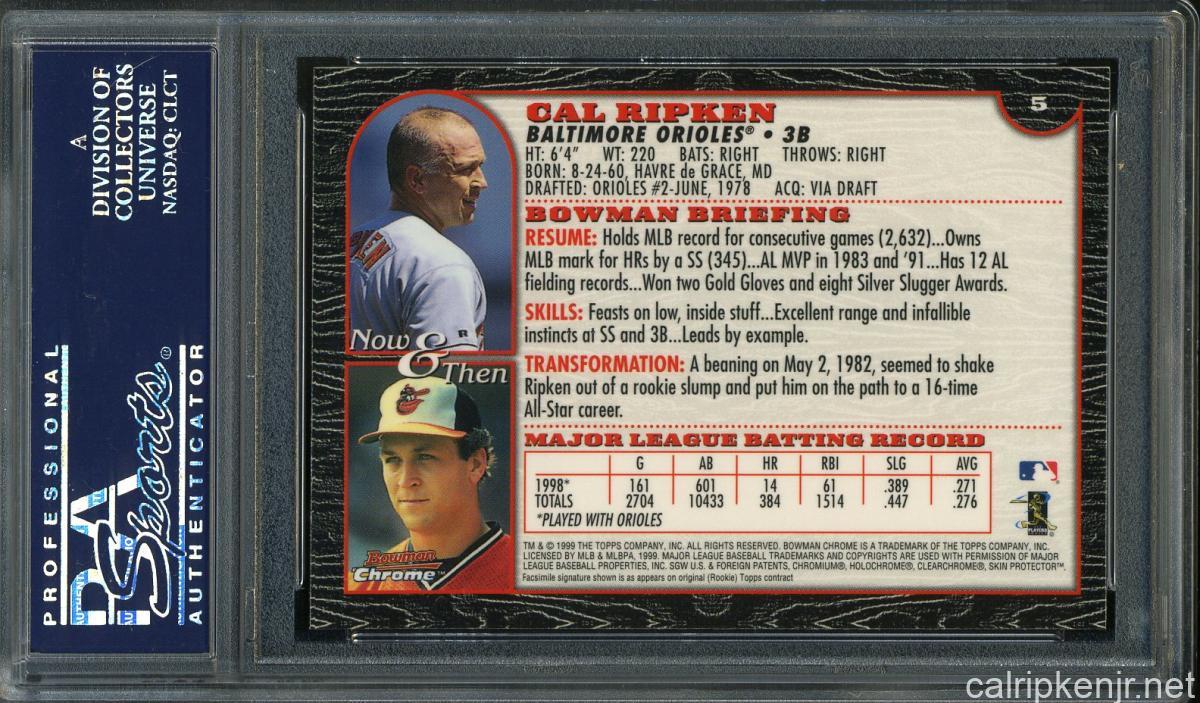 A
DIVISION OF
COLLECTORS
UNIVERSE
NASDAQ: CLCT
PROFESSIONAL
PSA
Sports®
AUTHENTICATOR
5
CAL RIPKEN
BALTIMORE ORIOLES® • 3B
HT: 6'4" WT: 220 BATS: RIGHT THROWS: RIGHT
BORN: 8-24-60, HAVRE de GRACE, MD
DRAFTED: ORIOLES #2-JUNE, 1978 ACQ: VIA DRAFT
BOWMAN BRIEFING
RESUME: Holds MLB record for consecutive games (2,632)...Owns
MLB mark for HRs by a SS (345)...AL MVP in 1983 and '91...Has 12 AL
fielding records...Won two Gold Gloves and eight Silver Slugger Awards.
SKILLS: Feasts on low, inside stuff...Excellent range and infallible
instincts at SS and 3B...Leads by example.
TRANSFORMATION: A beaning on May 2, 1982, seemed to shake
Ripken out of a rookie slump and put him on the path to a 16-time
All-Star career.
Now & Then
Bowman
Chrome™
MAJOR LEAGUE BATTING RECORD
G AB HR RBI SLG AVG
1998* 161 601 14 61 .389 .271
TOTALS 2704 10433 384 1514 .447 .276
*PLAYED WITH ORIOLES
TM & © 1999 THE TOPPS COMPANY, INC. ALL RIGHTS RESERVED. BOWMAN CHROME IS A TRADEMARK OF THE TOPPS COMPANY, INC.
LICENSED BY MLB & MLBPA, 1999. MAJOR LEAGUE BASEBALL TRADEMARKS AND COPYRIGHTS ARE USED WITH PERMISSION OF MAJOR
LEAGUE BASEBALL PROPERTIES, INC. SGW U.S. & FOREIGN PATENTS, CHROMIUM®, HOLOCHROME®, CLEARCHROME®, SKIN PROTECTOR™.
Facsimile signature shown is as appears on original (Rookie) Topps contract
calripkenjr.net